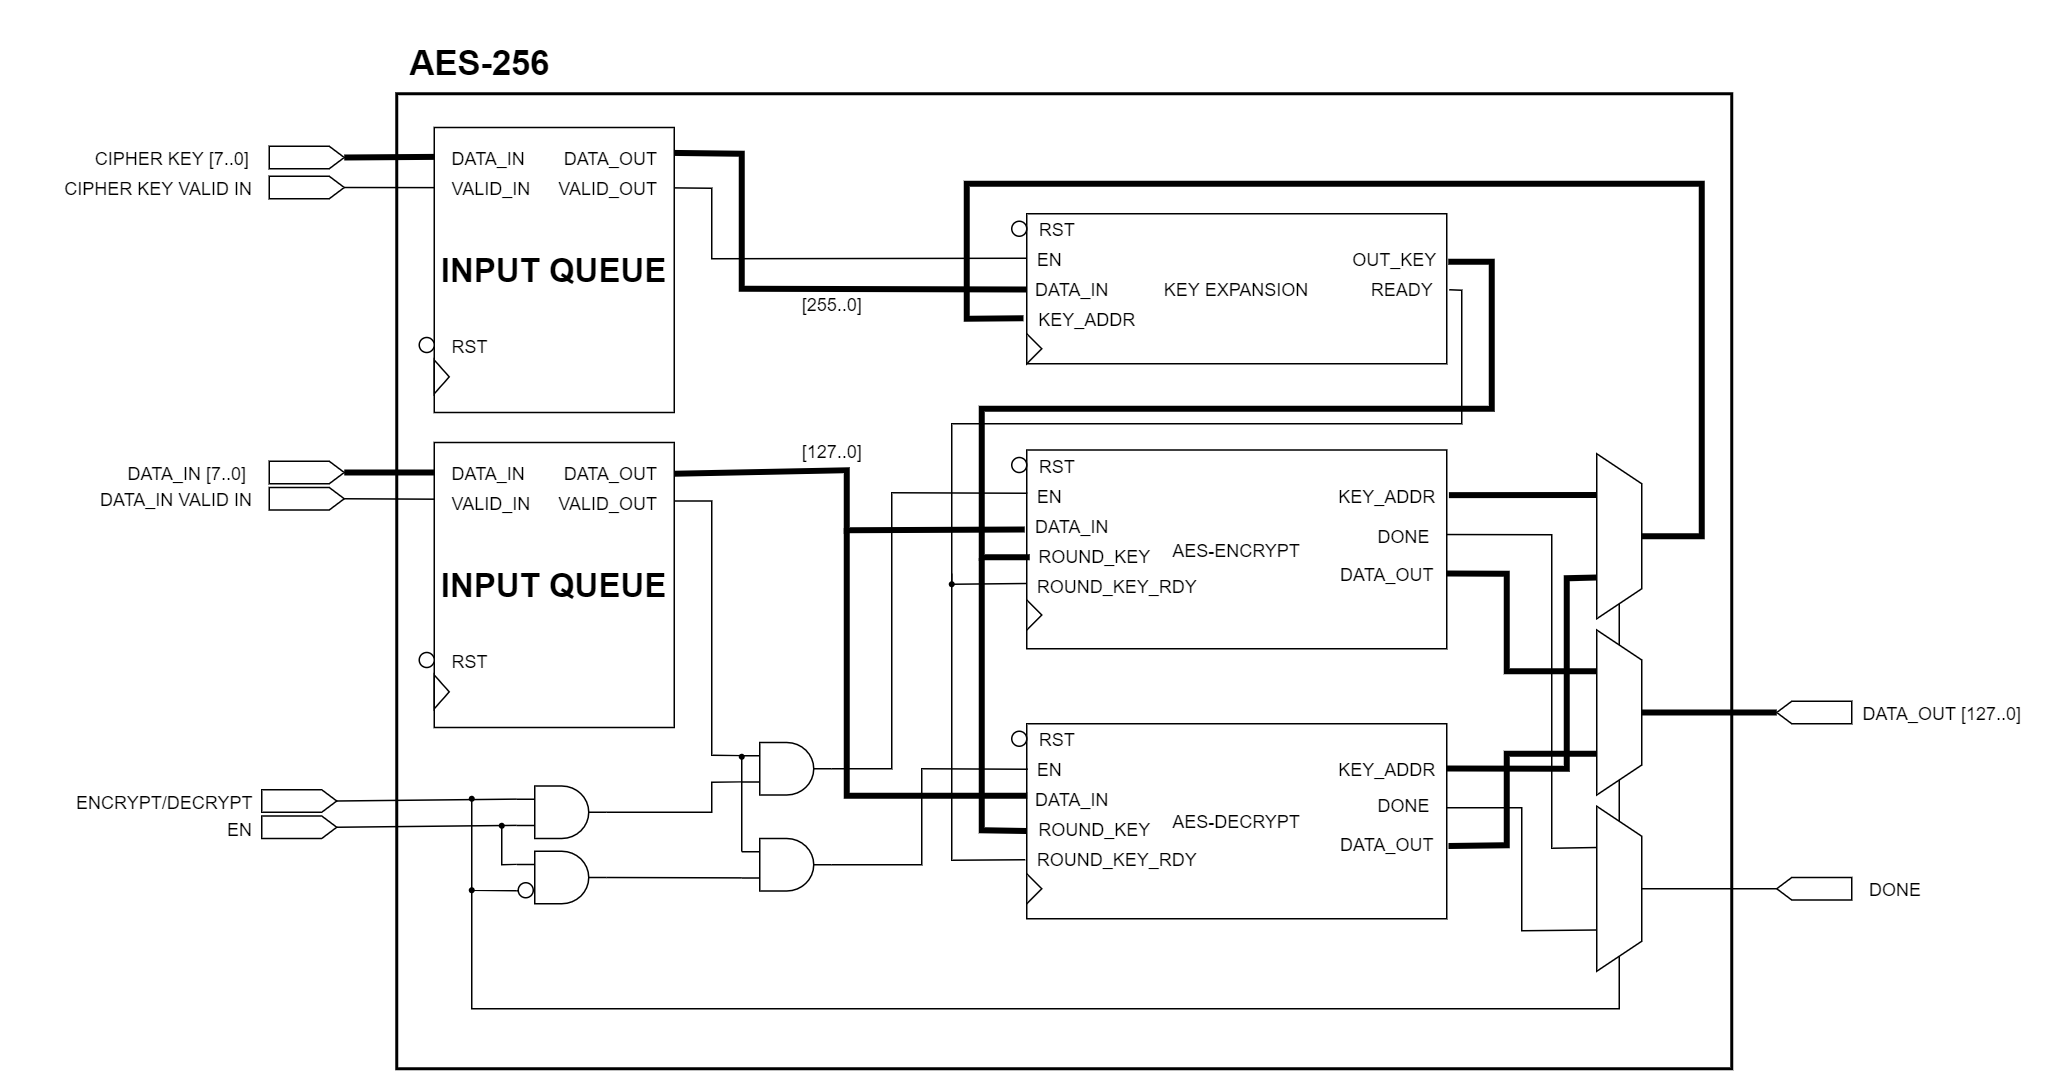 AES-256
CIPHER KEY [7..0]
CIPHER KEY VALID IN
DATA_IN DATA_OUT
VALID_IN VALID_OUT
INPUT QUEUE
RST
[255..0]
RST
EN
DATA_IN
KEY_ADDR
KEY EXPANSION
OUT_KEY
READY
DATA_IN [7..0]
DATA_IN VALID IN
DATA_IN DATA_OUT
VALID_IN VALID_OUT
INPUT QUEUE
RST
[127..0]
RST
EN
DATA_IN
ROUND_KEY
ROUND_KEY_RDY
AES-ENCRYPT
KEY_ADDR
DONE
DATA_OUT
ENCRYPT/DECRYPT
EN
RST
EN
DATA_IN
ROUND_KEY
ROUND_KEY_RDY
AES-DECRYPT
KEY_ADDR
DONE
DATA_OUT
DATA_OUT [127..0]
DONE